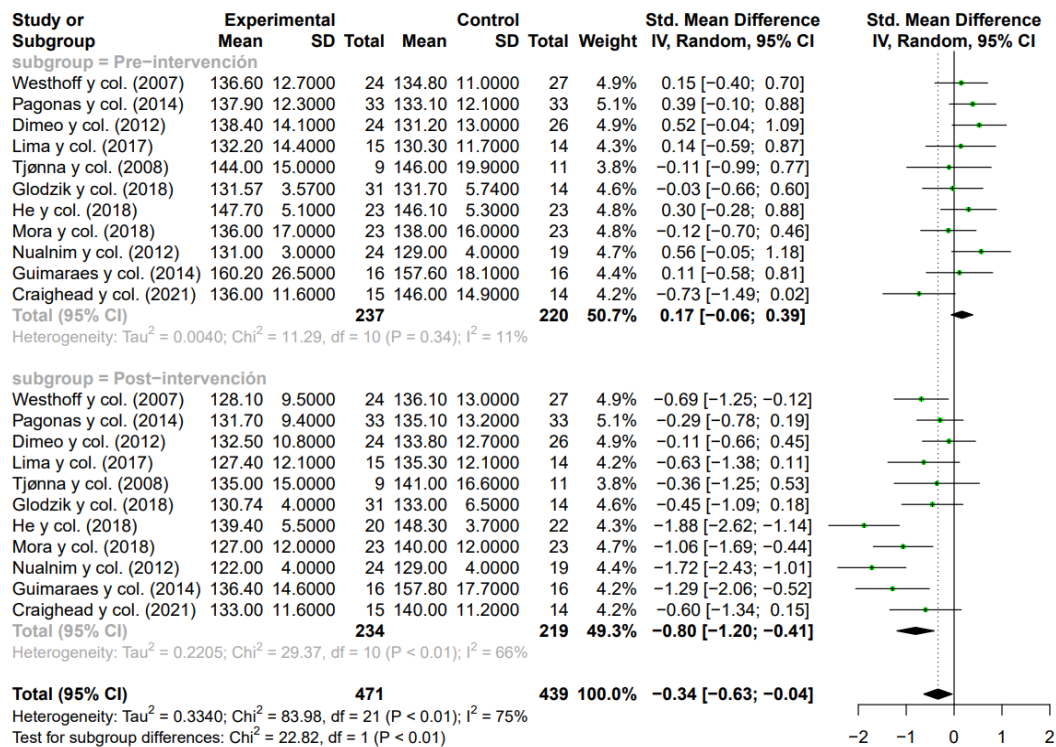 Study or Experimental Control Std. Mean Difference Std. Mean Difference
Subgroup Mean SD Total Mean SD Total Weight IV, Random, 95% CI IV, Random, 95% CI
subgroup = Pre−intervención
Westhoff y col. (2007) 136.60 12.7000 24 134.80 11.0000 27 4.9% 0.15 [−0.40; 0.70]
Pagonas y col. (2014) 137.90 12.3000 33 133.10 12.1000 33 5.1% 0.39 [−0.10; 0.88]
Dimeo y col. (2012) 138.40 14.1000 24 131.20 13.0000 26 4.9% 0.52 [−0.04; 1.09]
Lima y col. (2017) 132.20 14.4000 15 130.30 11.7000 14 4.4% 0.14 [−0.59; 0.87]
Tjønna y col. (2008) 144.00 15.0000 9 146.00 19.9000 11 3.8% −0.11 [−0.99; 0.77]
Glodzik y col. (2018) 131.57 3.5700 31 131.70 5.7400 14 4.6% −0.03 [−0.66; 0.60]
He y col. (2018) 147.70 5.1000 23 146.10 5.3000 23 4.8% 0.30 [−0.28; 0.88]
Mora y col. (2018) 136.00 17.0000 23 138.00 16.0000 23 4.8% −0.12 [−0.70; 0.46]
Nualnim y col. (2012) 131.00 3.0000 24 129.00 4.0000 19 4.7% 0.56 [−0.05; 1.18]
Guimaraes y col. (2014) 160.20 26.5000 16 157.60 18.1000 16 4.4% 0.11 [−0.58; 0.81]
Craighead y col. (2021) 136.00 11.6000 15 146.00 14.9000 14 4.2% −0.73 [−1.49; 0.02]
Total (95% CI) 237 220 50.7% 0.17 [−0.06; 0.39]
Heterogeneity: Tau² = 0.0040; Chi² = 11.29, df = 10 (P = 0.34); I² = 11%
subgroup = Post−intervención
Westhoff y col. (2007) 128.10 9.5000 24 136.10 13.0000 27 4.9% −0.69 [−1.25; −0.12]
Pagonas y col. (2014) 131.70 9.4000 33 135.10 13.2000 33 5.1% −0.29 [−0.78; 0.19]
Dimeo y col. (2012) 132.50 10.8000 24 133.80 12.7000 26 4.9% −0.11 [−0.66; 0.45]
Lima y col. (2017) 127.40 12.1000 15 135.30 12.1000 14 4.2% −0.63 [−1.38; 0.11]
Tjønna y col. (2008) 135.00 15.0000 9 141.00 16.6000 11 3.8% −0.36 [−1.25; 0.53]
Glodzik y col. (2018) 130.74 4.0000 31 133.00 6.5000 14 4.6% −0.45 [−1.09; 0.18]
He y col. (2018) 139.40 5.5000 20 148.30 3.7000 22 4.3% −1.88 [−2.62; −1.14]
Mora y col. (2018) 127.00 12.0000 23 140.00 12.0000 23 4.7% −1.06 [−1.69; −0.44]
Nualnim y col. (2012) 122.00 4.0000 24 129.00 4.0000 19 4.4% −1.72 [−2.43; −1.01]
Guimaraes y col. (2014) 136.40 14.6000 16 157.80 17.7000 16 4.2% −1.29 [−2.06; −0.52]
Craighead y col. (2021) 133.00 11.6000 15 140.00 11.2000 14 4.2% −0.60 [−1.34; 0.15]
Total (95% CI) 234 219 49.3% −0.80 [−1.20; −0.41]
Heterogeneity: Tau² = 0.2205; Chi² = 29.37, df = 10 (P < 0.01); I² = 66%
Total (95% CI) 471 439 100.0% −0.34 [−0.63; −0.04]
Heterogeneity: Tau² = 0.3340; Chi² = 83.98, df = 21 (P < 0.01); I² = 75%
Test for subgroup differences: Chi² = 22.82, df = 1 (P < 0.01)
−2 −1 0 1 2